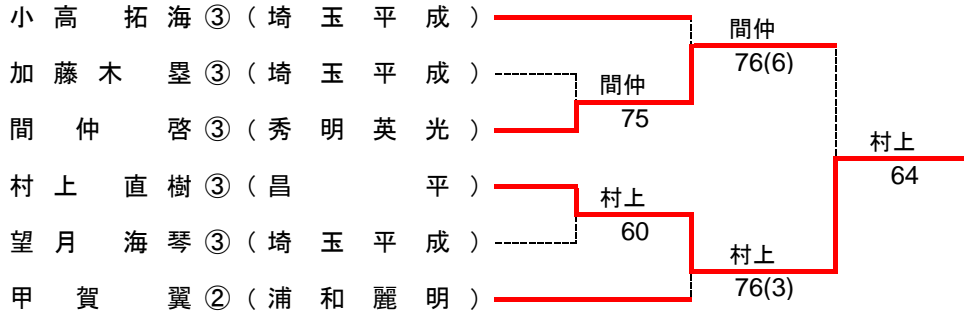 小高 拓海③(埼玉平成)
間仲
76(6)
加藤木 塁③(埼玉平成)
間仲
75
間仲 啓③(秀明英光)
村上
64
村上 直樹③(昌平)
村上
60
望月 海琴③(埼玉平成)
村上
76(3)
甲賀 翼②(浦和麗明)